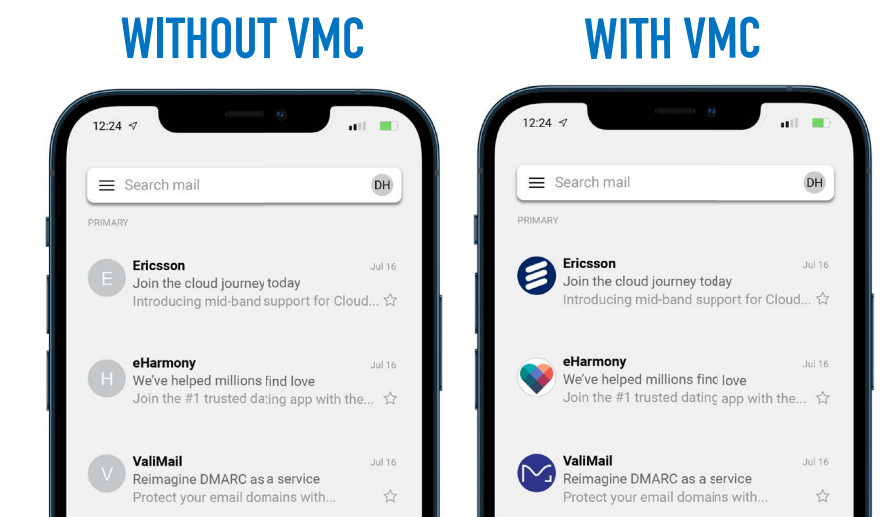 WITHOUT VMC
12:24
Search mail
DH
PRIMARY
E
Ericsson
Jul 16
Join the cloud journey today
Introducing mid-band support for Cloud...
H
eHarmony
Jul 16
We've helped millions find love
Join the #1 trusted dating app with the...
V
ValiMail
Jul 16
Reimagine DMARC as a service
Protect your email domains with...
WITH VMC
12:24
Search mail
DH
PRIMARY
Ericsson
Jul 16
Join the cloud journey today
Introducing mid-band support for Cloud...
eHarmony
Jul 16
We've helped millions find love
Join the #1 trusted dating app with the...
ValiMail
Jul 16
Reimagine DMARC as a service
Protect your email domains with...